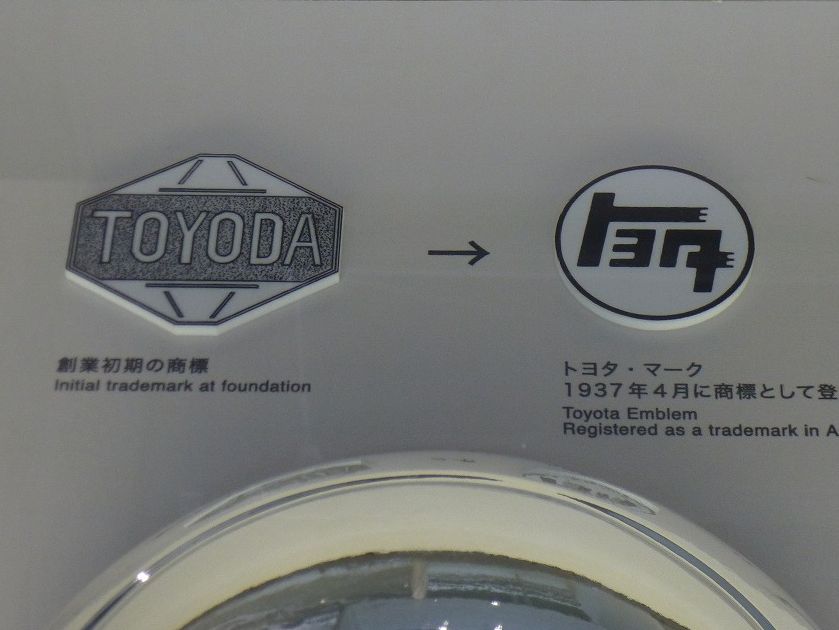 TOYODA
→
トヨタ
創業初期の商標
Initial trademark at foundation
トヨタ・マーク
1937年4月に商標として登
Toyota Emblem
Registered as a trademark in A